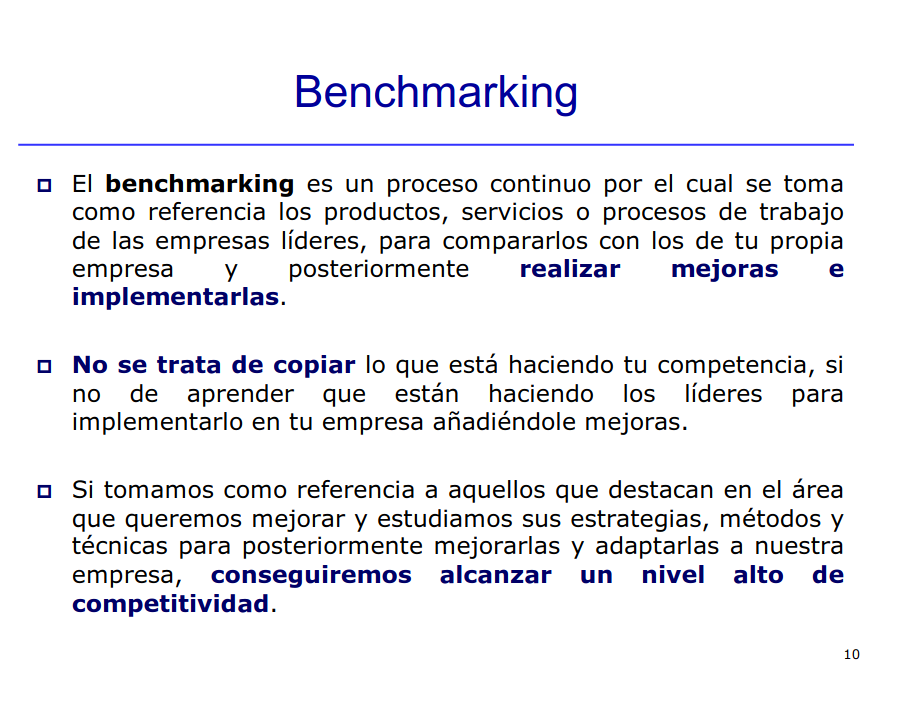 Benchmarking
El benchmarking es un proceso continuo por el cual se toma
como referencia los productos, servicios o procesos de trabajo
de las empresas líderes, para compararlos con los de tu propia
empresa y posteriormente realizar mejoras e
implementarlas.
No se trata de copiar lo que está haciendo tu competencia, si
no de aprender que están haciendo los líderes para
implementarlo en tu empresa añadiéndole mejoras.
Si tomamos como referencia a aquellos que destacan en el área
que queremos mejorar y estudiamos sus estrategias, métodos y
técnicas para posteriormente mejorarlas y adaptarlas a nuestra
empresa, conseguiremos alcanzar un nivel alto de
competitividad.
10